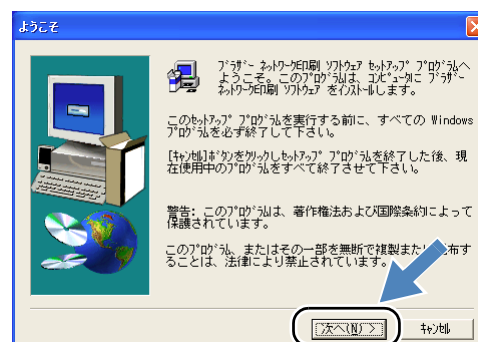 ようこそ
ﾌﾞﾗｻﾞｰ ﾈｯﾄﾜｰｸ印刷 ｿﾌﾄｳｪｱ ｾｯﾄｱｯﾌﾟ ﾌﾟﾛｸﾞﾗﾑへ
ようこそ。このﾌﾟﾛｸﾞﾗﾑは、ｺﾝﾋﾟｭｰﾀに ﾌﾞﾗｻﾞｰ
ﾈｯﾄﾜｰｸ印刷 ｿﾌﾄｳｪｱ をｲﾝｽﾄｰﾙします。
このｾｯﾄｱｯﾌﾟ ﾌﾟﾛｸﾞﾗﾑを実行する前に、すべての Windows
ﾌﾟﾛｸﾞﾗﾑを必ず終了して下さい。
[ｷｬﾝｾﾙ]ﾎﾞﾀﾝをｸﾘｯｸしｾｯﾄｱｯﾌﾟ ﾌﾟﾛｸﾞﾗﾑを終了した後、現
在使用中のﾌﾟﾛｸﾞﾗﾑをすべて終了させて下さい。
警告: このﾌﾟﾛｸﾞﾗﾑは、著作権法および国際条約によって
保護されています。
このﾌﾟﾛｸﾞﾗﾑ、またはその一部を無断で複製また布す
ることは、法律により禁止されています。
次へ(N) >
ｷｬﾝｾﾙ